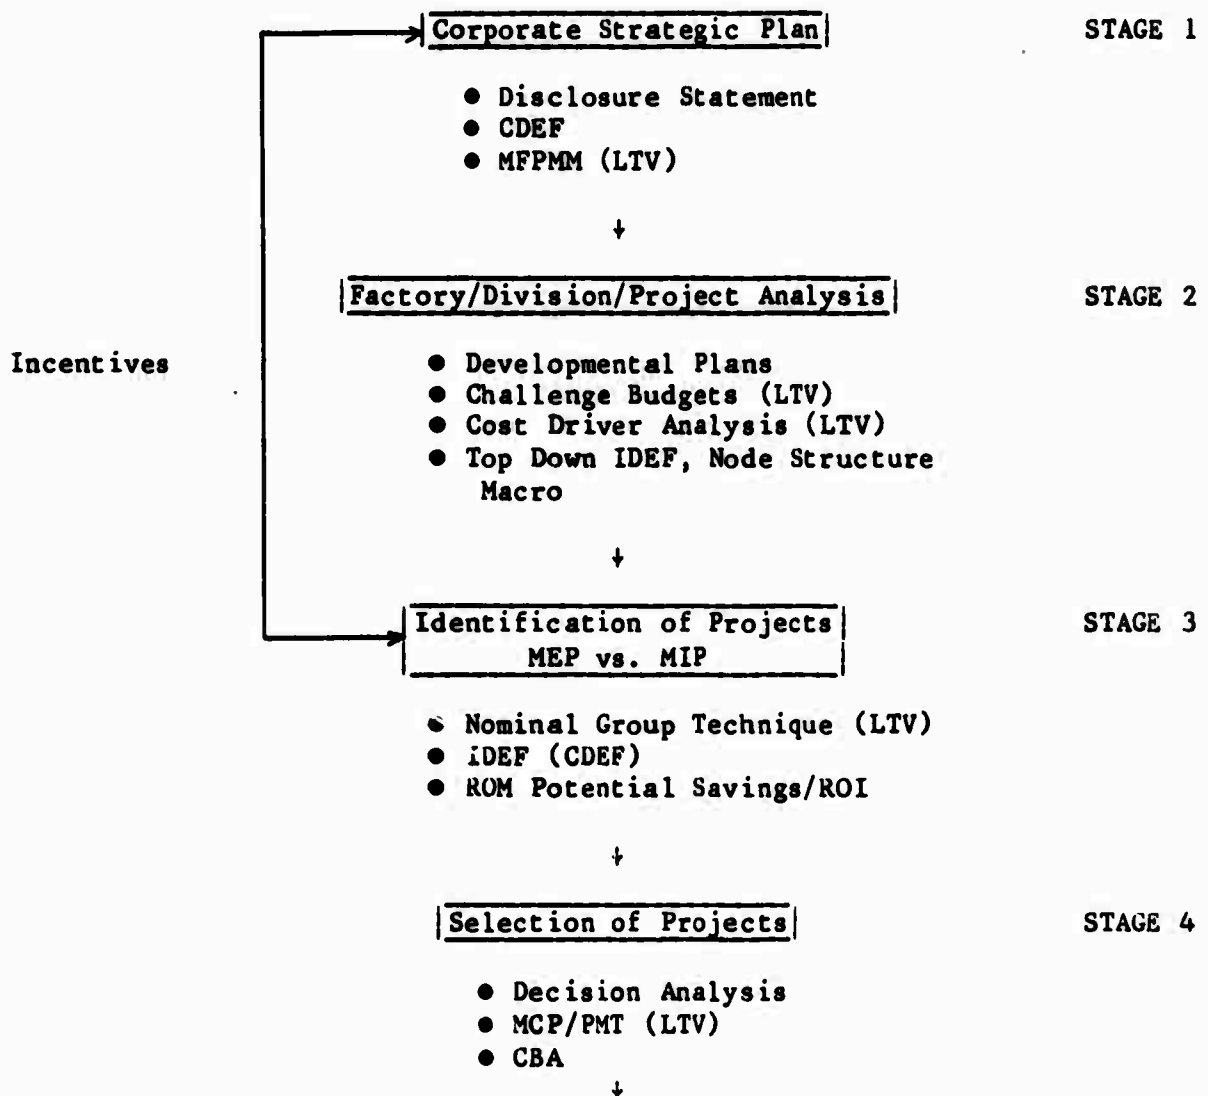 Corporate Strategic Plan STAGE 1
● Disclosure Statement
● CDEF
● MFPMM (LTV)
Factory/Division/Project Analysis STAGE 2
Incentives
● Developmental Plans
● Challenge Budgets (LTV)
● Cost Driver Analysis (LTV)
● Top Down IDEF, Node Structure
Macro
Identification of Projects STAGE 3
MEP vs. MIP
● Nominal Group Technique (LTV)
● IDEF (CDEF)
● ROM Potential Savings/ROI
Selection of Projects STAGE 4
● Decision Analysis
● MCP/PMT (LTV)
● CBA